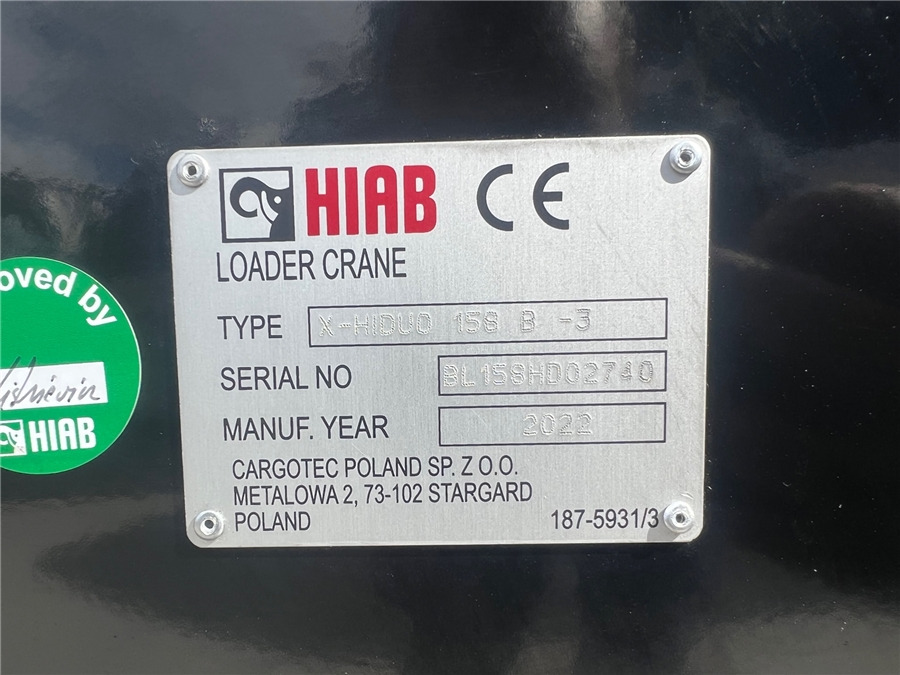 HIAB CE
LOADER CRANE
TYPE X-HIDUO 158 B -3
SERIAL NO BL158HD02740
MANUF. YEAR 2022
CARGOTEC POLAND SP. Z O.O.
METALOWA 2, 73-102 STARGARD
POLAND 187-5931/3
oved by
HIAB